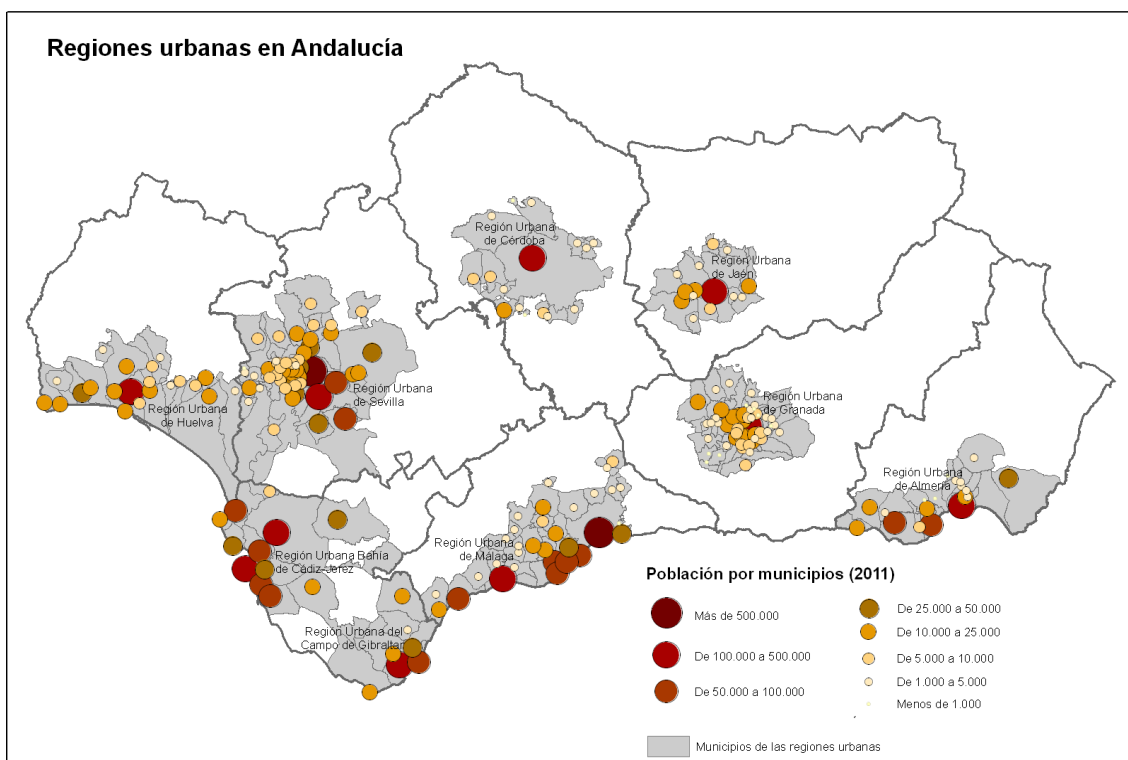 Regiones urbanas en Andalucía
Región Urbana
de Córdoba
Región Urbana
de Jaén
Región Urbana
de Sevilla
Región Urbana
de Huelva
Región Urbana
de Granada
Región Urbana
de Almería
Región Urbana
de Málaga
Región Urbana Bahía
de Cádiz-Jerez
Región Urbana del
Campo de Gibraltar
Población por municipios (2011)
Más de 500.000
De 100.000 a 500.000
De 50.000 a 100.000
De 25.000 a 50.000
De 10.000 a 25.000
De 5.000 a 10.000
De 1.000 a 5.000
Menos de 1.000
Municipios de las regiones urbanas